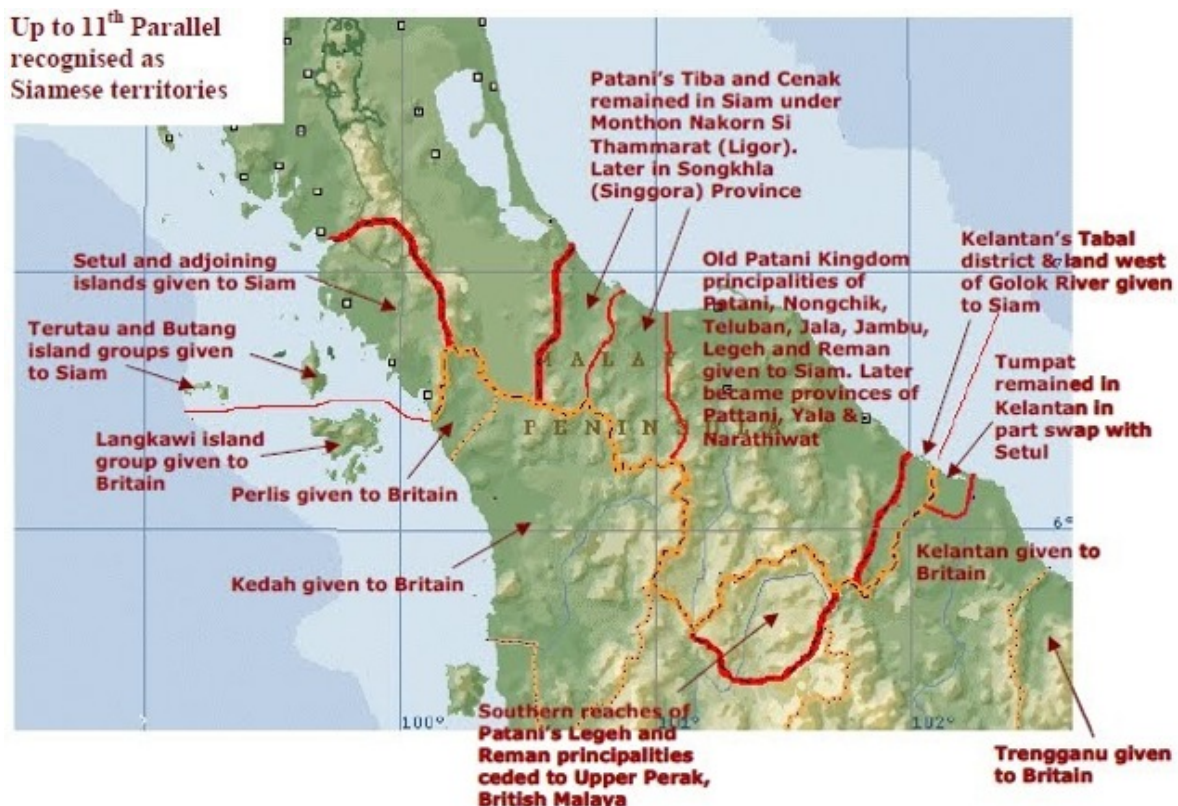 Up to 11th Parallel
recognised as
Siamese territories
Patani's Tiba and Cenak
remained in Siam under
Monthon Nakorn Si
Thammarat (Ligor).
Later in Songkhla
(Singgora) Province
Kelantan's Tabal
district & land west
of Golok River given
to Siam
Setul and adjoining
islands given to Siam
Old Patani Kingdom
principalities of
Patani, Nongchik,
Teluban, Jala, Jambu,
Legeh and Reman
given to Siam. Later
became provinces of
Pattani, Yala &
Narathiwat
Terutau and Butang
island groups given
to Siam
Tumpat
remained in
Kelantan in
part swap with
Setul
MALAY
PENINSULA
Langkawi island
group given to
Britain
Perlis given to Britain
6°
Kedah given to Britain
Kelantan given to
Britain
100°
101°
102°
Southern reaches of
Patani's Legeh and
Reman principalities
ceded to Upper Perak,
British Malaya
Trengganu given
to Britain